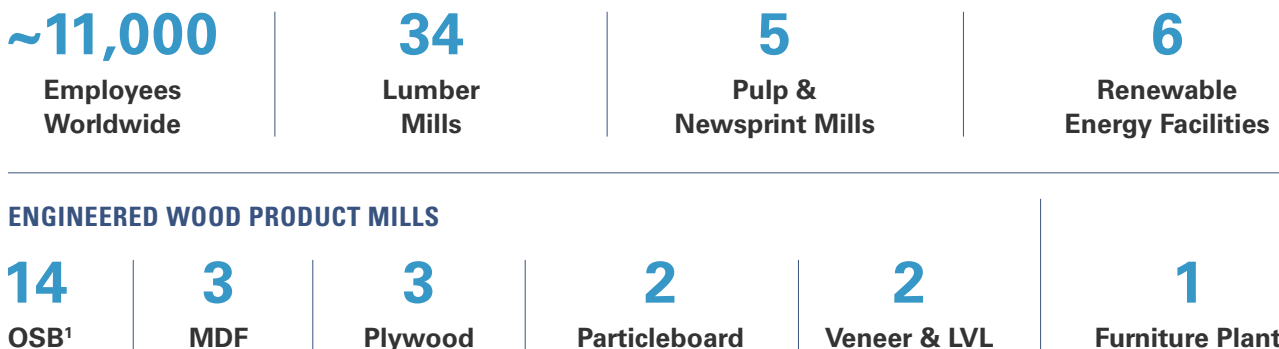 ~11,000
Employees
Worldwide
34
Lumber
Mills
5
Pulp &
Newsprint Mills
6
Renewable
Energy Facilities
ENGINEERED WOOD PRODUCT MILLS
14
OSB¹
3
MDF
3
Plywood
2
Particleboard
2
Veneer & LVL
1
Furniture Plant